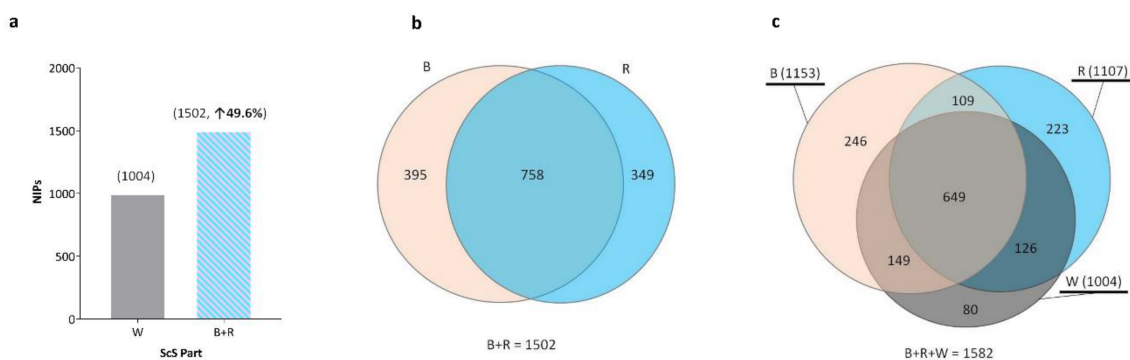 a
2000
1500
1000
500
0
NIPs
(1004)
(1502, ↑49.6%)
W
B+R
ScS Part
b
B
R
395
758
349
B+R = 1502
c
B (1153)
R (1107)
109
246
223
649
149
126
W (1004)
80
B+R+W = 1582